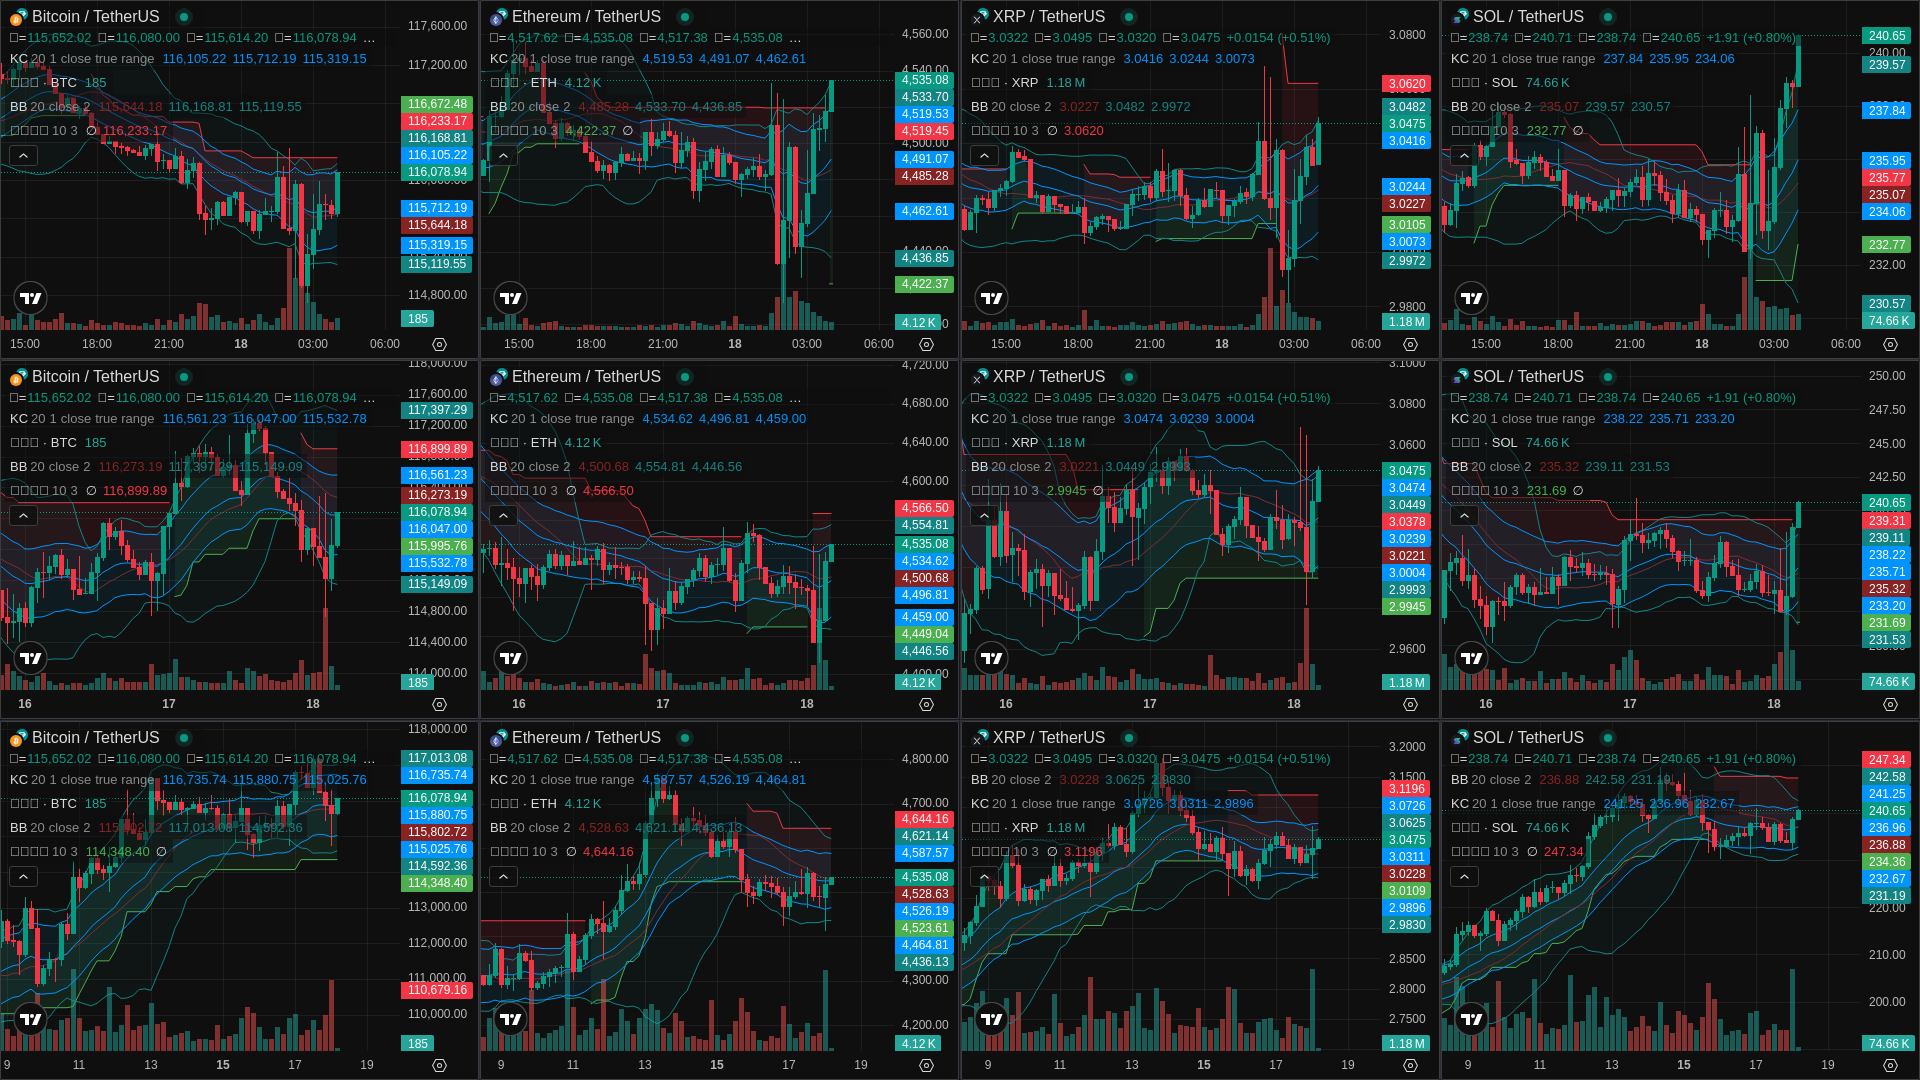 Bitcoin / TetherUS
=115,652.02 =116,080.00 =115,614.20 =116,078.94 ...
KC 20 1 close true range 116,105.22 115,712.19 115,319.15
· BTC 185
BB 20 close 2 115,644.18 116,168.81 115,119.55
10 3 ∅ 116,233.17
117,600.00
117,200.00
116,672.48
116,233.17
116,168.81
116,105.22
116,078.94
115,712.19
115,644.18
115,319.15
115,119.55
114,800.00
185
15:00 18:00 21:00 18 03:00 06:00
Ethereum / TetherUS
=4,517.62 =4,535.08 =4,517.38 =4,535.08 ...
KC 20 1 close true range 4,519.53 4,491.07 4,462.61
· ETH 4.12 K
BB 20 close 2 4,485.28 4,533.70 4,436.85
10 3 4,422.37 ∅
4,560.00
4,540.00
4,535.08
4,533.70
4,519.53
4,519.45
4,500.00
4,491.07
4,485.28
4,462.61
4,440.00
4,436.85
4,422.37
4.12 K
15:00 18:00 21:00 18 03:00 06:00
XRP / TetherUS
=3.0322 =3.0495 =3.0320 =3.0475 +0.0154 (+0.51%)
KC 20 1 close true range 3.0416 3.0244 3.0073
· XRP 1.18 M
BB 20 close 2 3.0227 3.0482 2.9972
10 3 ∅ 3.0620
3.0800
3.0620
3.0482
3.0475
3.0416
3.0244
3.0227
3.0105
3.0073
2.9972
2.9800
1.18 M
15:00 18:00 21:00 18 03:00 06:00
SOL / TetherUS
=238.74 =240.71 =238.74 =240.65 +1.91 (+0.80%)
KC 20 1 close true range 237.84 235.95 234.06
· SOL 74.66 K
BB 20 close 2 235.07 239.57 230.57
10 3 232.77 ∅
240.65
240.00
239.57
237.84
235.95
235.77
235.07
234.06
232.77
232.00
230.57
74.66 K
15:00 18:00 21:00 18 03:00 06:00
Bitcoin / TetherUS
=115,652.02 =116,080.00 =115,614.20 =116,078.94 ...
KC 20 1 close true range 116,561.23 116,047.00 115,532.78
· BTC 185
BB 20 close 2 116,273.19 117,397.29 115,149.09
10 3 ∅ 116,899.89
118,000.00
117,600.00
117,397.29
117,200.00
116,899.89
116,561.23
116,273.19
116,078.94
116,047.00
115,995.76
115,532.78
115,149.09
114,800.00
114,400.00
114,000.00
185
16 17 18
Ethereum / TetherUS
=4,517.62 =4,535.08 =4,517.38 =4,535.08 ...
KC 20 1 close true range 4,534.62 4,496.81 4,459.00
· ETH 4.12 K
BB 20 close 2 4,500.68 4,554.81 4,446.56
10 3 ∅ 4,566.50
4,720.00
4,680.00
4,640.00
4,600.00
4,566.50
4,554.81
4,535.08
4,534.62
4,500.68
4,496.81
4,459.00
4,449.04
4,446.56
4,400.00
4.12 K
16 17 18
XRP / TetherUS
=3.0322 =3.0495 =3.0320 =3.0475 +0.0154 (+0.51%)
KC 20 1 close true range 3.0474 3.0239 3.0004
· XRP 1.18 M
BB 20 close 2 3.0221 3.0449 2.9993
10 3 2.9945 ∅
3.1000
3.0800
3.0600
3.0475
3.0474
3.0449
3.0378
3.0239
3.0221
3.0004
2.9993
2.9945
2.9600
1.18 M
16 17 18
SOL / TetherUS
=238.74 =240.71 =238.74 =240.65 +1.91 (+0.80%)
KC 20 1 close true range 238.22 235.71 233.20
· SOL 74.66 K
BB 20 close 2 235.32 239.11 231.53
10 3 231.69 ∅
250.00
247.50
245.00
242.50
240.65
239.31
239.11
238.22
235.71
235.32
233.20
231.69
231.53
74.66 K
16 17 18
Bitcoin / TetherUS
=115,652.02 =116,080.00 =115,614.20 =116,078.94 ...
KC 20 1 close true range 116,735.74 115,880.75 115,025.76
· BTC 185
BB 20 close 2 115,802.72 117,013.08 114,592.36
10 3 114,348.40 ∅
118,000.00
117,013.08
116,735.74
116,078.94
115,880.75
115,802.72
115,025.76
114,592.36
114,348.40
113,000.00
112,000.00
111,000.00
110,679.16
110,000.00
185
9 11 13 15 17 19
Ethereum / TetherUS
=4,517.62 =4,535.08 =4,517.38 =4,535.08 ...
KC 20 1 close true range 4,587.57 4,526.19 4,464.81
· ETH 4.12 K
BB 20 close 2 4,528.63 4,621.14 4,436.13
10 3 ∅ 4,644.16
4,800.00
4,700.00
4,644.16
4,621.14
4,587.57
4,535.08
4,528.63
4,526.19
4,523.61
4,464.81
4,436.13
4,300.00
4,200.00
4.12 K
9 11 13 15 17 19
XRP / TetherUS
=3.0322 =3.0495 =3.0320 =3.0475 +0.0154 (+0.51%)
BB 20 close 2 3.0228 3.0625 2.9830
KC 20 1 close true range 3.0726 3.0311 2.9896
· XRP 1.18 M
10 3 ∅ 3.1196
3.2000
3.1500
3.1196
3.0726
3.0625
3.0475
3.0311
3.0228
3.0109
2.9896
2.9830
2.8500
2.8000
2.7500
1.18 M
9 11 13 15 17 19
SOL / TetherUS
=238.74 =240.71 =238.74 =240.65 +1.91 (+0.80%)
BB 20 close 2 236.88 242.58 231.19
KC 20 1 close true range 241.25 236.96 232.67
· SOL 74.66 K
10 3 ∅ 247.34
247.34
242.58
241.25
240.65
236.96
236.88
234.36
232.67
231.19
220.00
210.00
200.00
74.66 K
9 11 13 15 17 19